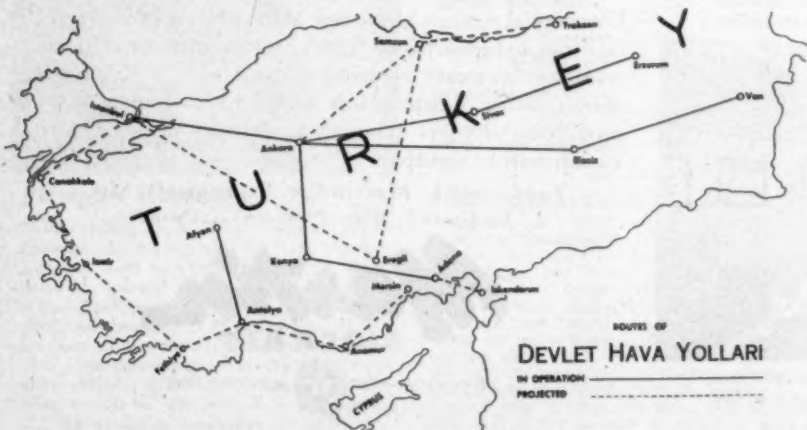 Trabzon
Samsun
TURKEY
Erzurum
Istanbul
Sivas
Van
Ankara
Elazig
Canakkale
Afyon
Eregli
Izmir
Konya
Adana
Mersin
Iskenderun
Antalya
Anamur
ROUTES OF
DEVLET HAVA YOLLARI
IN OPERATION
PROJECTED
CYPRUS